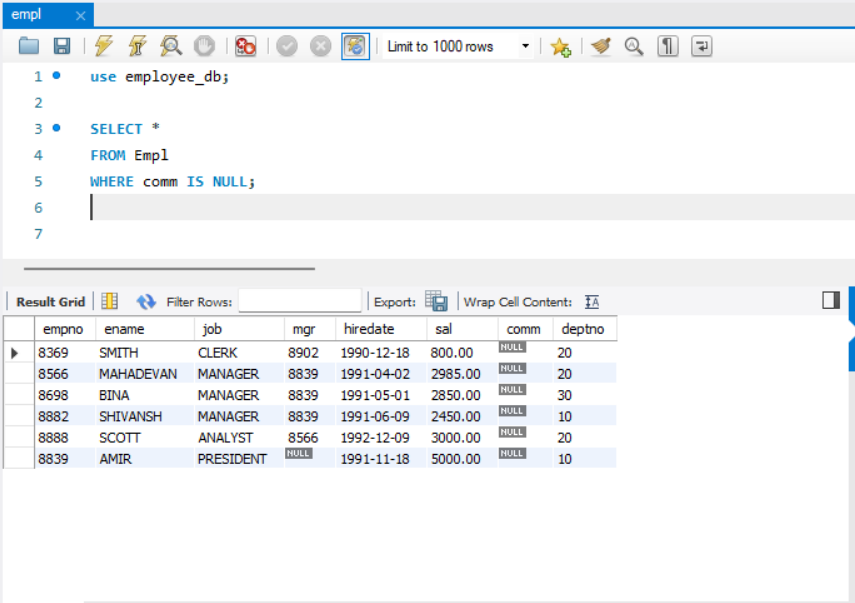 empl
Limit to 1000 rows
1 use employee_db;
2
3 SELECT *
4 FROM Empl
5 WHERE comm IS NULL;
6
7
Result Grid Filter Rows: Export: Wrap Cell Content:
empno ename job mgr hiredate sal comm deptno
8369 SMITH CLERK 8902 1990-12-18 800.00 NULL 20
8566 MAHADEVAN MANAGER 8839 1991-04-02 2985.00 NULL 20
8698 BINA MANAGER 8839 1991-05-01 2850.00 NULL 30
8882 SHIVANSH MANAGER 8839 1991-06-09 2450.00 NULL 10
8888 SCOTT ANALYST 8566 1992-12-09 3000.00 NULL 20
8839 AMIR PRESIDENT NULL 1991-11-18 5000.00 NULL 10